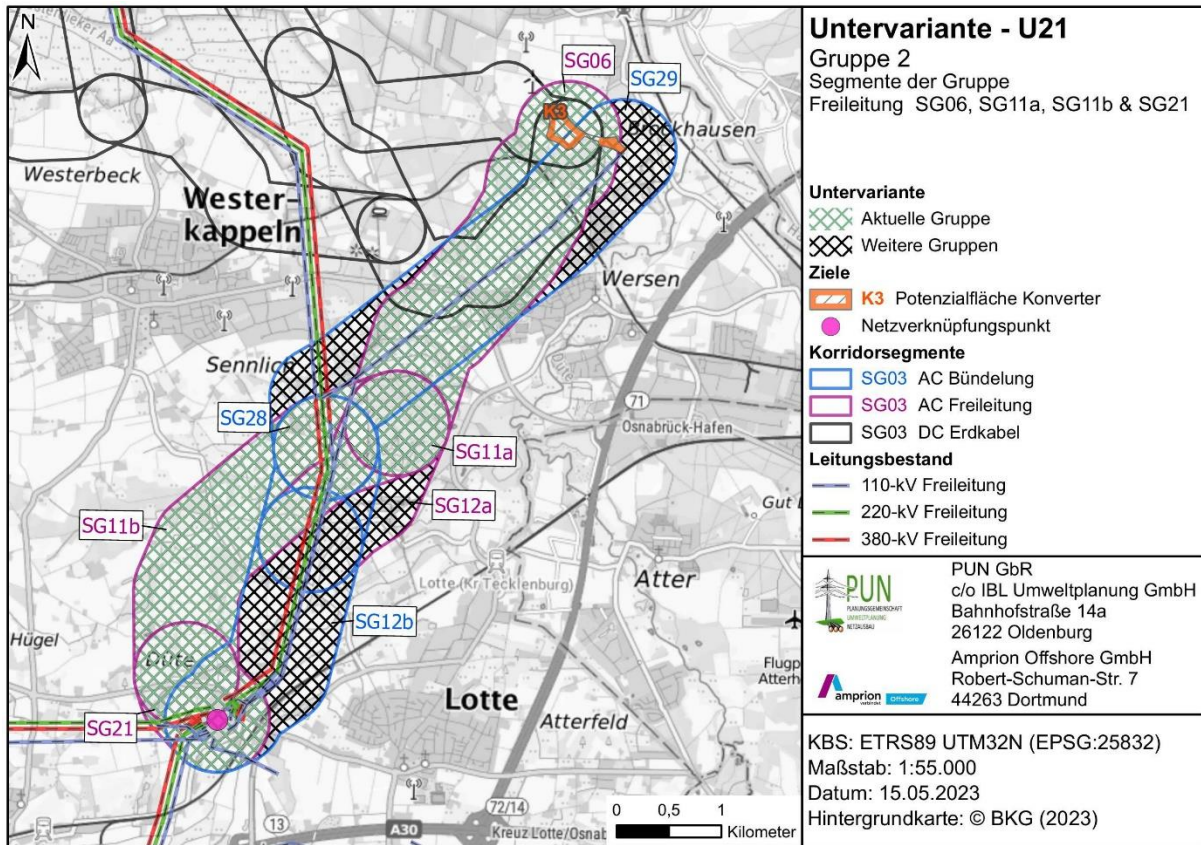 N
Westerbeck
Wester-
kappeln
SG06
SG29
K3
Brockhausen
Wersen
Sennlich
SG28
71
Osnabrück-Hafen
SG11a
SG12a
SG11b
Lotte (Kr Tecklenburg)
Atter
SG12b
Hügel
Düte
SG21
Lotte
Atterfeld
72/14
13
A30
Kreuz Lotte/Osnab
0 0,5 1
Kilometer
Untervariante - U21
Gruppe 2
Segmente der Gruppe
Freileitung SG06, SG11a, SG11b & SG21
Untervariante
Aktuelle Gruppe
Weitere Gruppen
Ziele
K3 Potenzialfläche Konverter
Netzverknüpfungspunkt
Korridorsegmente
SG03 AC Bündelung
SG03 AC Freileitung
SG03 DC Erdkabel
Leitungsbestand
110-kV Freileitung
220-kV Freileitung
380-kV Freileitung
PUN
PLANUNGSGEMEINSCHAFT
UMWELTPLANUNG
NETZAUSBAU
PUN GbR
c/o IBL Umweltplanung GmbH
Bahnhofstraße 14a
26122 Oldenburg
amprion
verbindet
Offshore
Amprion Offshore GmbH
Robert-Schuman-Str. 7
44263 Dortmund
KBS: ETRS89 UTM32N (EPSG:25832)
Maßstab: 1:55.000
Datum: 15.05.2023
Hintergrundkarte: © BKG (2023)